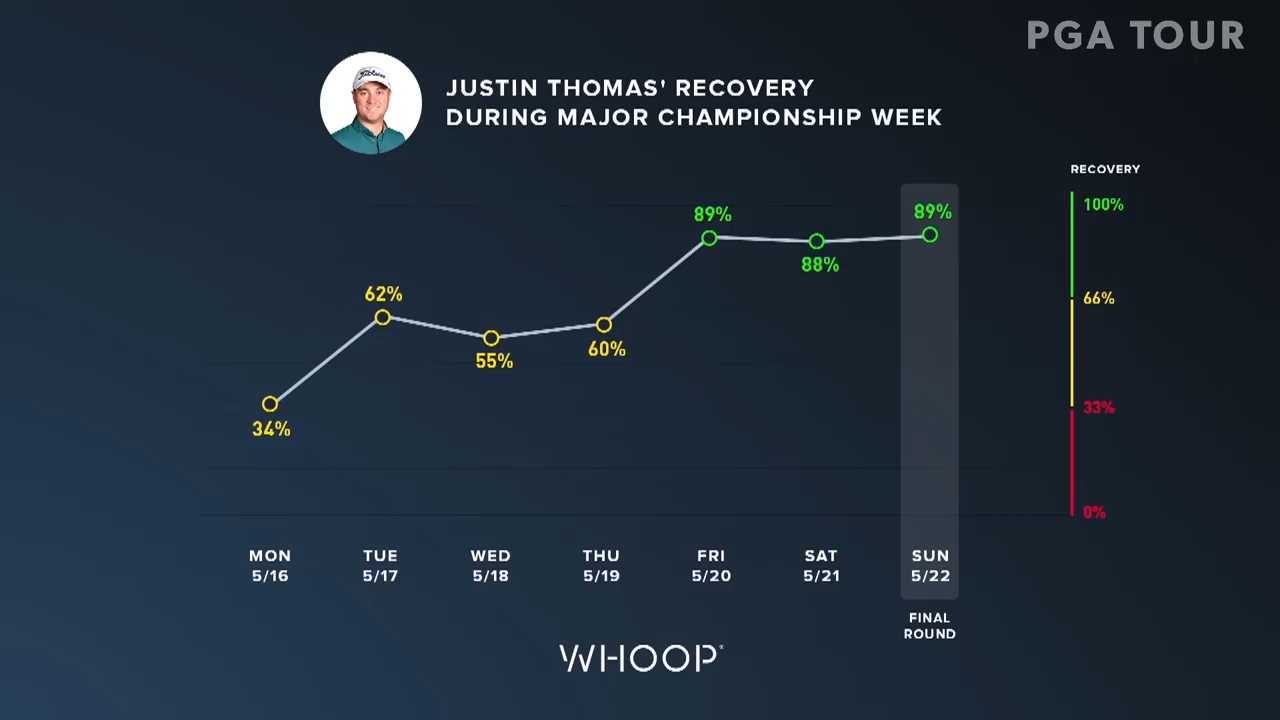 PGA TOUR
JUSTIN THOMAS' RECOVERY
DURING MAJOR CHAMPIONSHIP WEEK
RECOVERY
100%
66%
33%
0%
34%
62%
55%
60%
89%
88%
89%
MON
5/16
TUE
5/17
WED
5/18
THU
5/19
FRI
5/20
SAT
5/21
SUN
5/22
FINAL
ROUND
WHOOP
Titleist